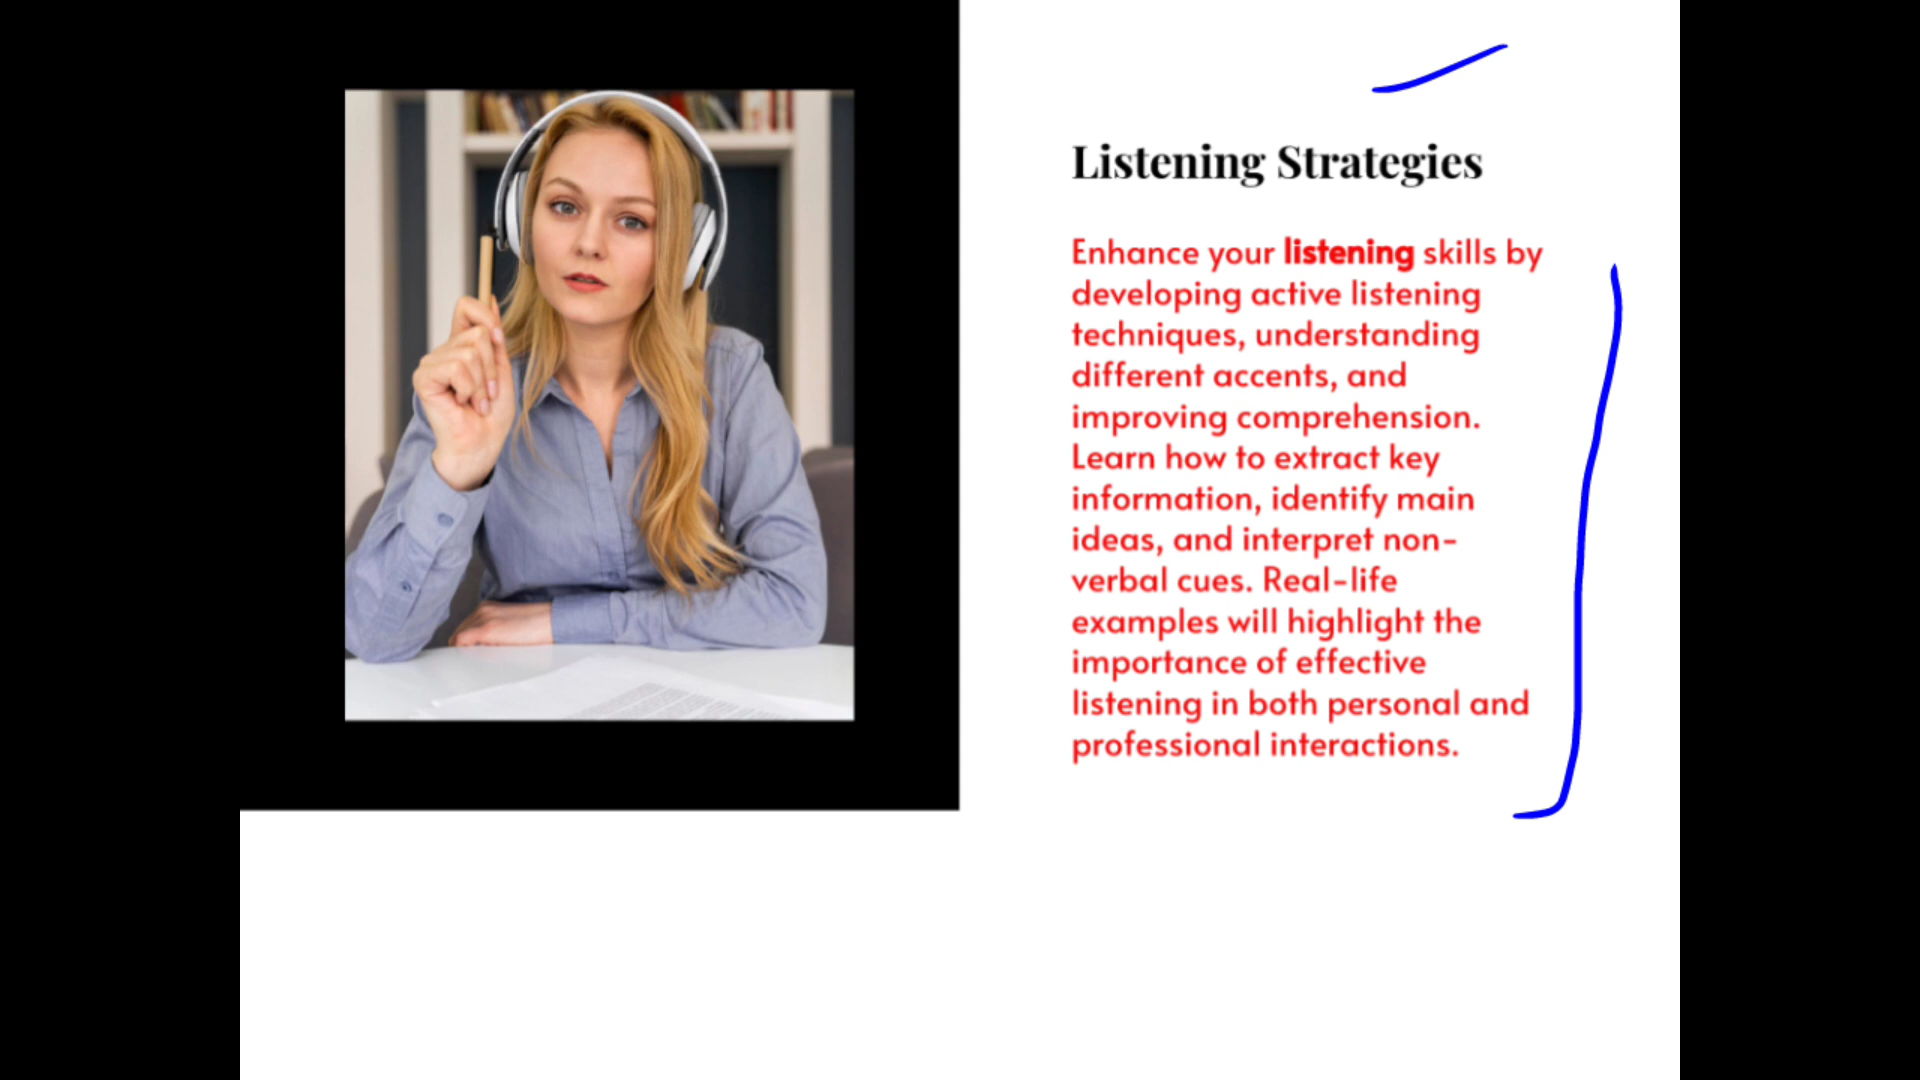 Listening Strategies
Enhance your listening skills by
developing active listening
techniques, understanding
different accents, and
improving comprehension.
Learn how to extract key
information, identify main
ideas, and interpret non-
verbal cues. Real-life
examples will highlight the
importance of effective
listening in both personal and
professional interactions.